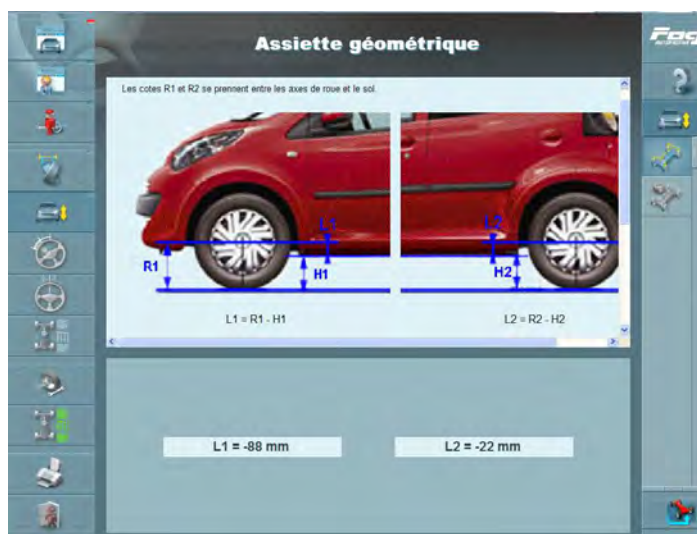 Assiette géométrique
Fog
Les cotes R1 et R2 se prennent entre les axes de roue et le sol.
L1
L2
R1
H1
H2
L1 = R1 - H1
L2 = R2 - H2
L1 = -88 mm
L2 = -22 mm